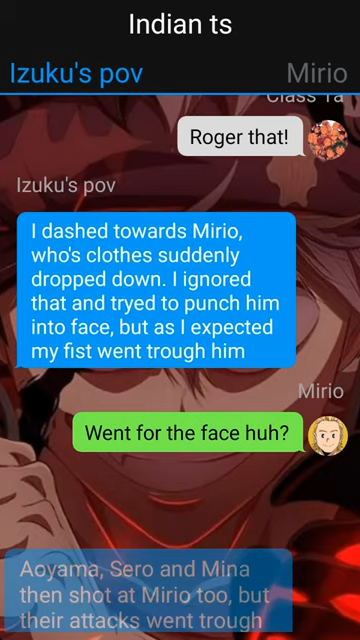 Indian ts
Izuku's pov Mirio
Class 1a
Roger that!
Izuku's pov
I dashed towards Mirio,
who's clothes suddenly
dropped down. I ignored
that and tryed to punch him
into face, but as I expected
my fist went trough him
Mirio
Went for the face huh?
Aoyama, Sero and Mina
then shot at Mirio too, but
their attacks went trough